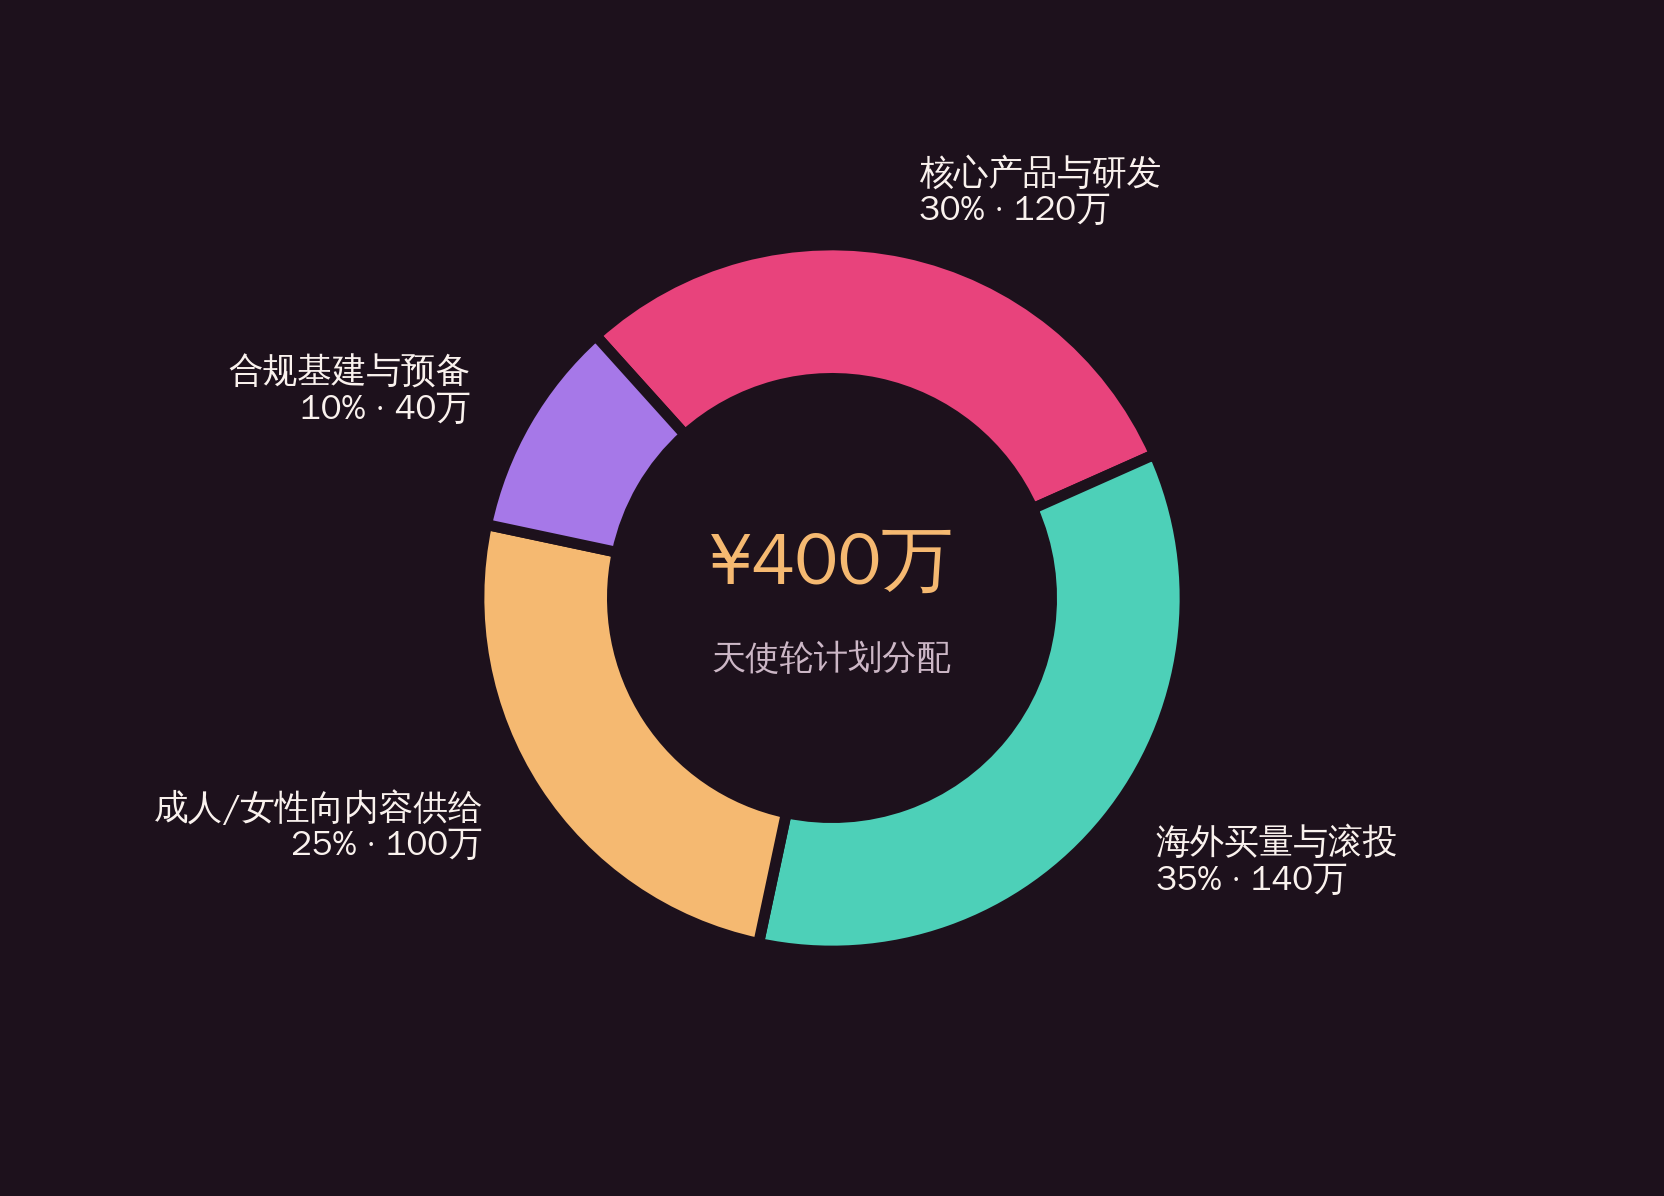 核心产品与研发
30% · 120万
合规基建与预备
10% · 40万
¥400万
天使轮计划分配
成人/女性向内容供给
25% · 100万
海外买量与滚投
35% · 140万